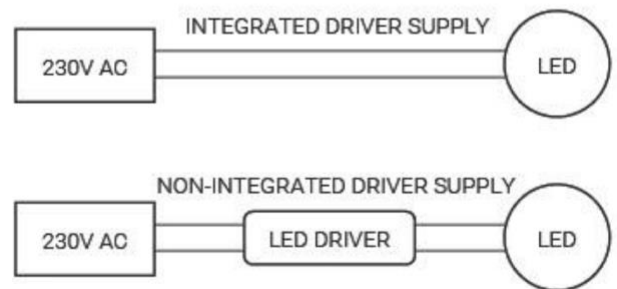 INTEGRATED DRIVER SUPPLY
230V AC
LED
NON-INTEGRATED DRIVER SUPPLY
230V AC
LED DRIVER
LED